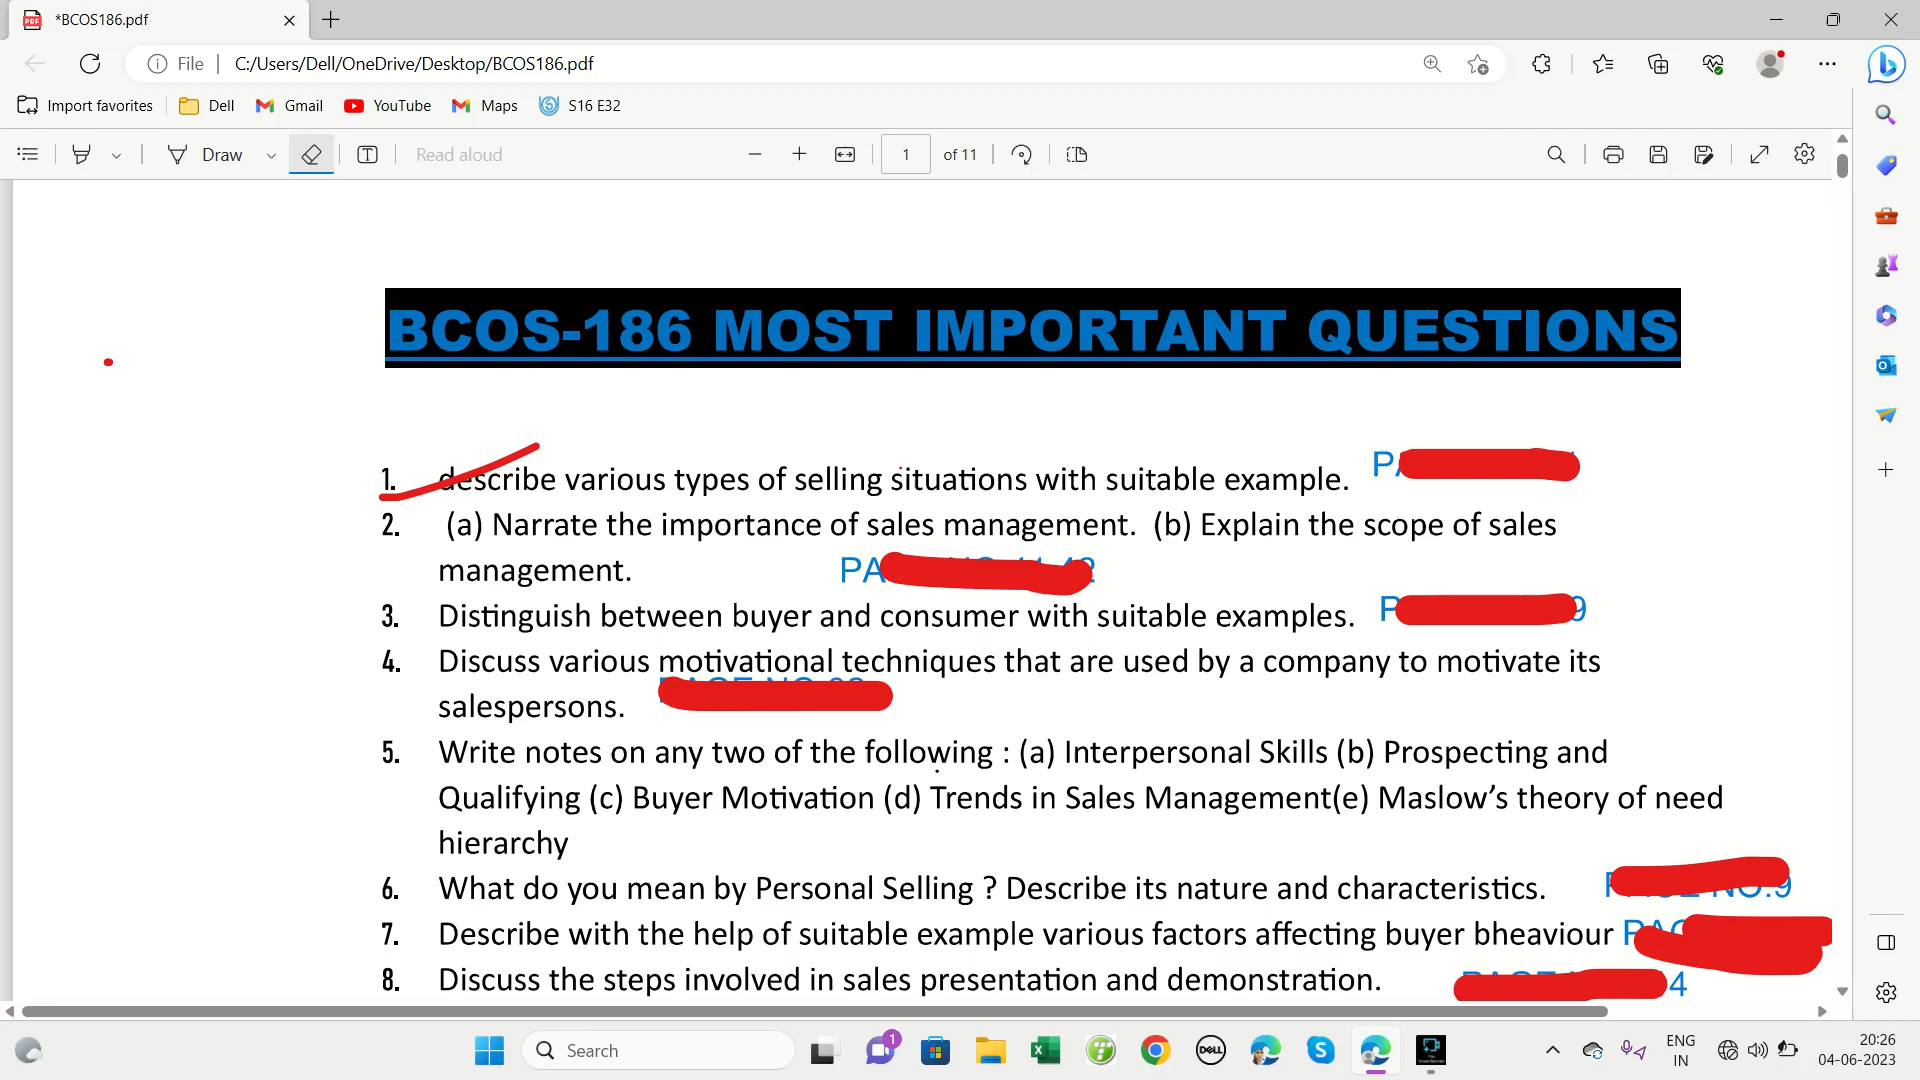 *BCOS186.pdf
File C:/Users/Dell/OneDrive/Desktop/BCOS186.pdf
Import favorites Dell Gmail YouTube Maps S16 E32
Draw Read aloud 1 of 11
BCOS-186 MOST IMPORTANT QUESTIONS
1. describe various types of selling situations with suitable example.
2. (a) Narrate the importance of sales management. (b) Explain the scope of sales
management.
3. Distinguish between buyer and consumer with suitable examples.
4. Discuss various motivational techniques that are used by a company to motivate its
salespersons.
5. Write notes on any two of the following : (a) Interpersonal Skills (b) Prospecting and
Qualifying (c) Buyer Motivation (d) Trends in Sales Management(e) Maslow’s theory of need
hierarchy
6. What do you mean by Personal Selling ? Describe its nature and characteristics.
7. Describe with the help of suitable example various factors affecting buyer bheaviour
8. Discuss the steps involved in sales presentation and demonstration.
Search 1 DELL ENG 20:26
IN 04-06-2023